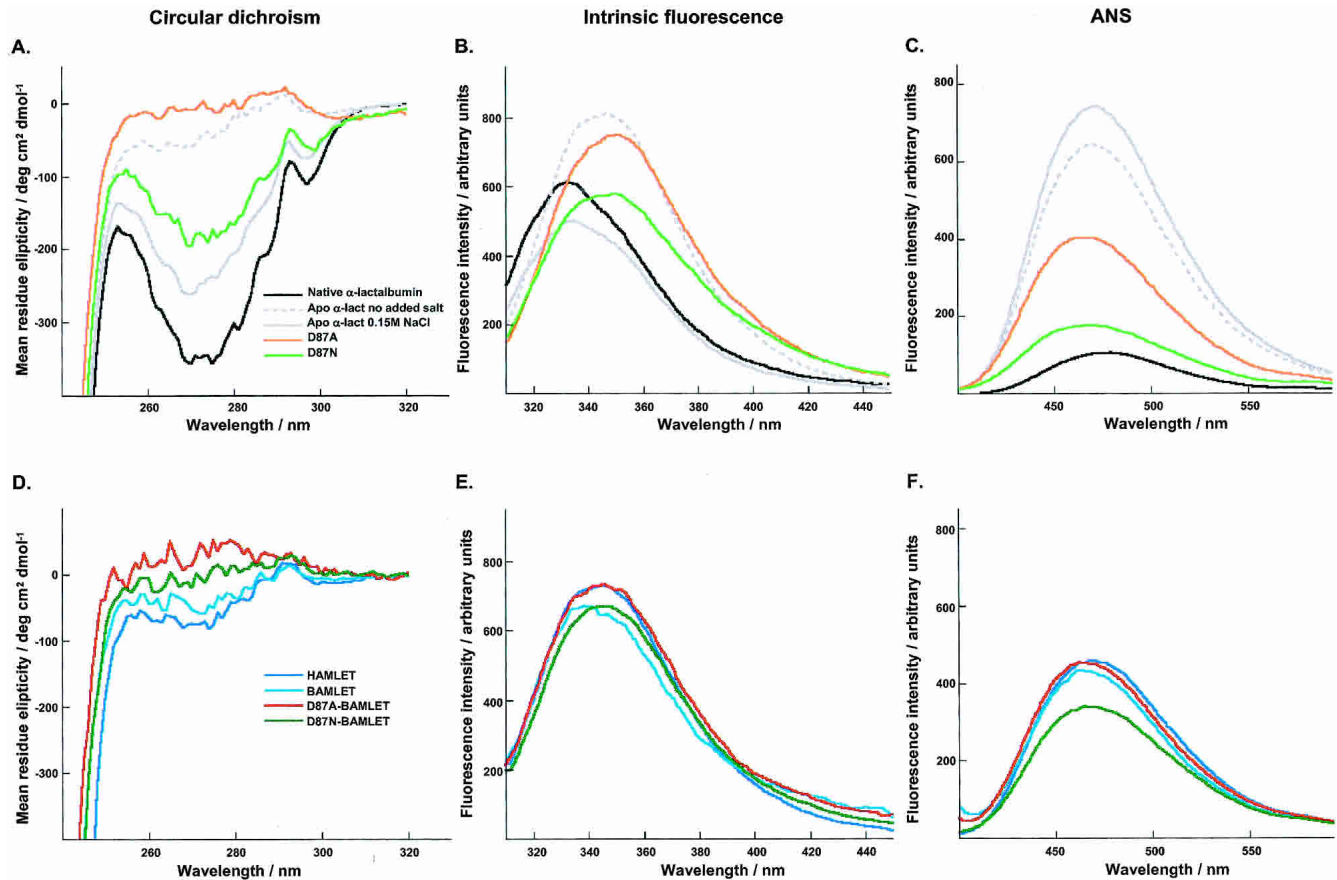 Circular dichroism
Intrinsic fluorescence
ANS
A.
Mean residue elipticity / deg cm² dmol-¹
0
-100
-200
-300
Native α-lactalbumin
Apo α-lact no added salt
Apo α-lact 0.15M NaCl
D87A
D87N
260
280
300
320
Wavelength / nm
B.
Fluorescence intensity / arbitrary units
800
600
400
200
320
340
360
380
400
420
440
Wavelength / nm
C.
Fluorescence intensity / arbitrary units
800
600
400
200
450
500
550
Wavelength / nm
D.
Mean residue elipticity / deg cm² dmol-¹
0
-100
-200
-300
HAMLET
BAMLET
D87A-BAMLET
D87N-BAMLET
260
280
300
320
Wavelength / nm
E.
Fluorescence intensity / arbitrary units
800
600
400
200
320
340
360
380
400
420
440
Wavelength / nm
F.
Fluorescence intensity / arbitrary units
800
600
400
200
450
500
550
Wavelength / nm